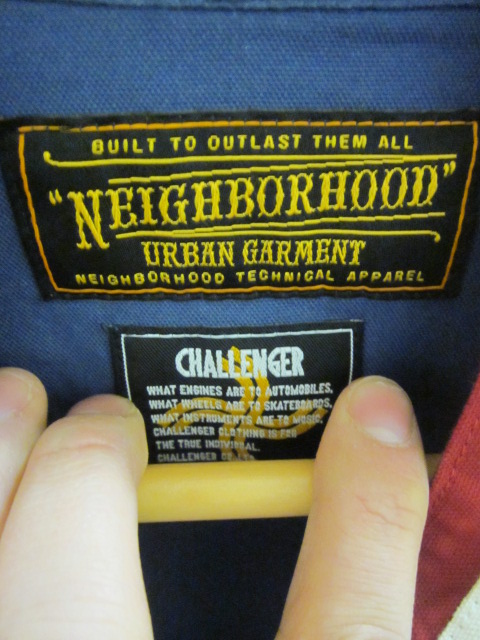 BUILT TO OUTLAST THEM ALL
"NEIGHBORHOOD"
URBAN GARMENT
NEIGHBORHOOD TECHNICAL APPAREL
CHALLENGER
WHAT ENGINES ARE TO AUTOMOBILES,
WHAT WHEELS ARE TO SKATEBOARDS,
WHAT INSTRUMENTS ARE TO MUSIC,
CHALLENGER CLOTHING IS FOR
THE TRUE INDIVIDUAL.
CHALLENGER